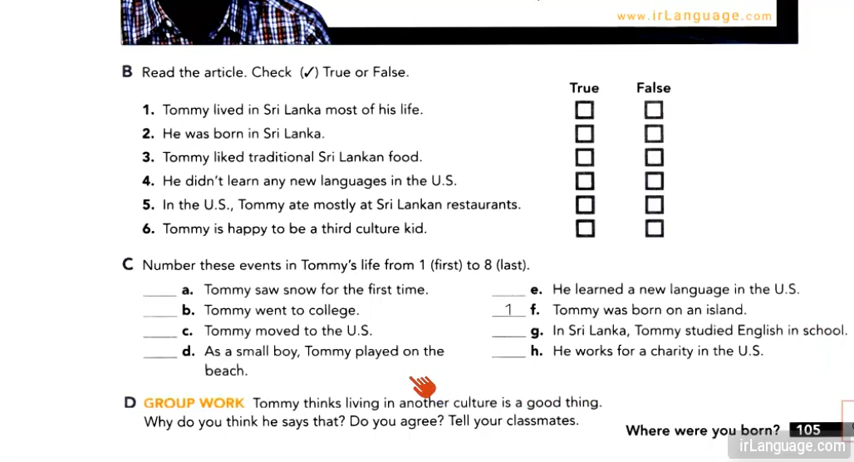 www.irLanguage.com
B Read the article. Check (✓) True or False.
True False
1. Tommy lived in Sri Lanka most of his life.
2. He was born in Sri Lanka.
3. Tommy liked traditional Sri Lankan food.
4. He didn't learn any new languages in the U.S.
5. In the U.S., Tommy ate mostly at Sri Lankan restaurants.
6. Tommy is happy to be a third culture kid.
C Number these events in Tommy's life from 1 (first) to 8 (last).
____ a. Tommy saw snow for the first time.
____ b. Tommy went to college.
____ c. Tommy moved to the U.S.
____ d. As a small boy, Tommy played on the
beach.
____ e. He learned a new language in the U.S.
1 f. Tommy was born on an island.
____ g. In Sri Lanka, Tommy studied English in school.
____ h. He works for a charity in the U.S.
D GROUP WORK Tommy thinks living in another culture is a good thing.
Why do you think he says that? Do you agree? Tell your classmates.
Where were you born? 105
irLanguage.com